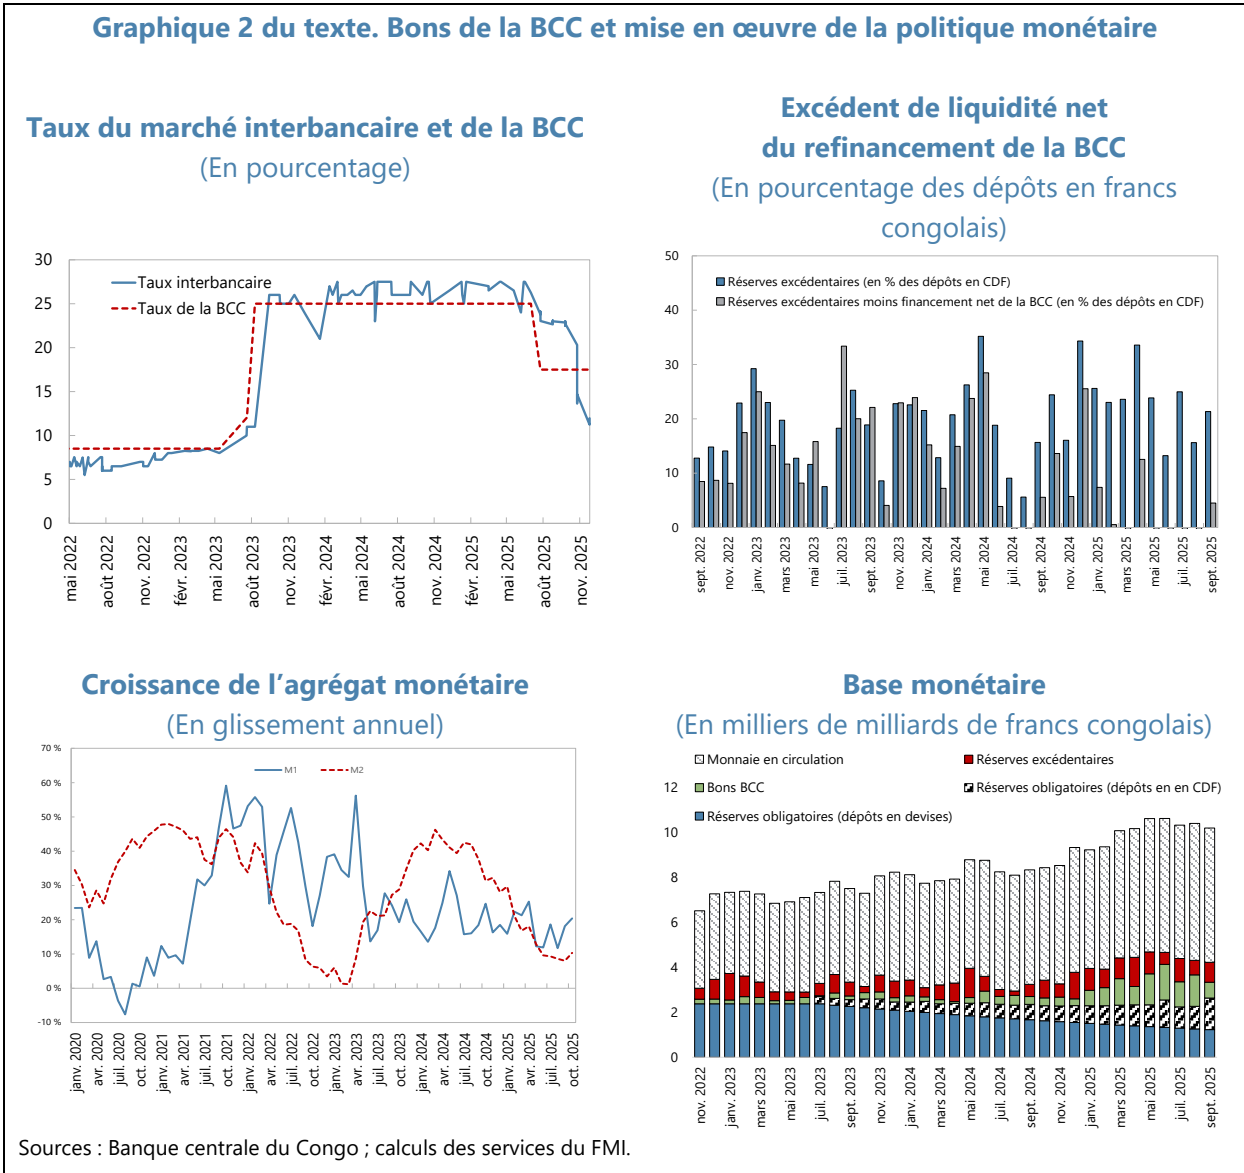 Graphique 2 du texte. Bons de la BCC et mise en œuvre de la politique monétaire
Taux du marché interbancaire et de la BCC
(En pourcentage)
30
25
20
15
10
5
0
Taux interbancaire
Taux de la BCC
mai 2022
août 2022
nov. 2022
févr. 2023
mai 2023
août 2023
nov. 2023
févr. 2024
mai 2024
août 2024
nov. 2024
févr. 2025
mai 2025
août 2025
nov. 2025
Excédent de liquidité net
du refinancement de la BCC
(En pourcentage des dépôts en francs
congolais)
50
40
30
20
10
0
Réserves excédentaires (en % des dépôts en CDF)
Réserves excédentaires moins financement net de la BCC (en % des dépôts en CDF)
sept. 2022
nov. 2022
janv. 2023
mars 2023
mai 2023
juil. 2023
sept. 2023
nov. 2023
janv. 2024
mars 2024
mai 2024
juil. 2024
sept. 2024
nov. 2024
janv. 2025
mars 2025
mai 2025
juil. 2025
sept. 2025
Croissance de l’agrégat monétaire
(En glissement annuel)
70 %
60 %
50 %
40 %
30 %
20 %
10 %
0 %
-10 %
M1
M2
janv. 2020
avr. 2020
juil. 2020
oct. 2020
janv. 2021
avr. 2021
juil. 2021
oct. 2021
janv. 2022
avr. 2022
juil. 2022
oct. 2022
janv. 2023
avr. 2023
juil. 2023
oct. 2023
janv. 2024
avr. 2024
juil. 2024
oct. 2024
janv. 2025
avr. 2025
juil. 2025
oct. 2025
Base monétaire
(En milliers de milliards de francs congolais)
Monnaie en circulation
Réserves excédentaires
Bons BCC
Réserves obligatoires (dépôts en en CDF)
Réserves obligatoires (dépôts en devises)
12
10
8
6
4
2
0
nov. 2022
janv. 2023
mars 2023
mai 2023
juil. 2023
sept. 2023
nov. 2023
janv. 2024
mars 2024
mai 2024
juil. 2024
sept. 2024
nov. 2024
janv. 2025
mars 2025
mai 2025
juil. 2025
sept. 2025
Sources : Banque centrale du Congo ; calculs des services du FMI.